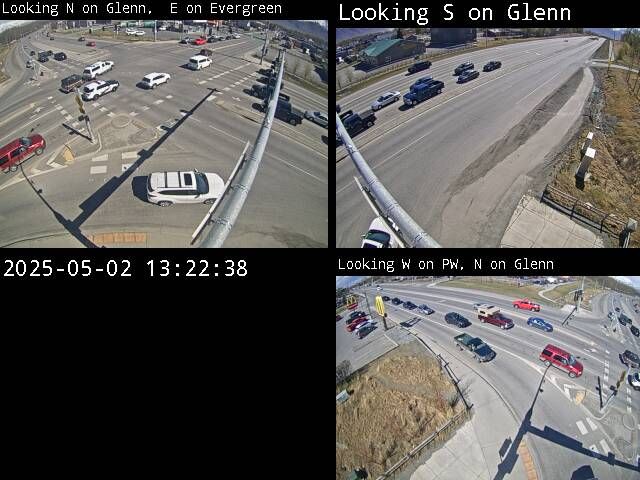 Looking N on Glenn, E on Evergreen
Looking S on Glenn
2025-05-02 13:22:38
Looking W on PW, N on Glenn